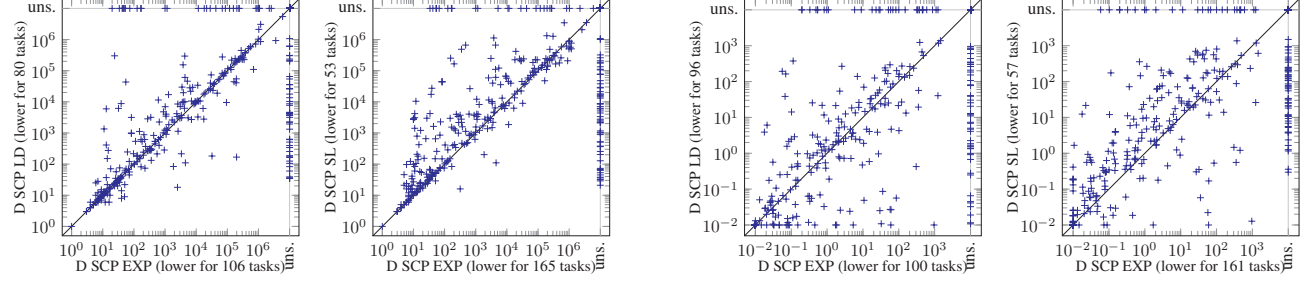 uns.
10^6
10^5
10^4
10^3
10^2
10^1
10^0
D SCP LD (lower for 80 tasks)
10^0 10^1 10^2 10^3 10^4 10^5 10^6 uns.
D SCP EXP (lower for 106 tasks)
uns.
10^6
10^5
10^4
10^3
10^2
10^1
10^0
D SCP SL (lower for 53 tasks)
10^0 10^1 10^2 10^3 10^4 10^5 10^6 uns.
D SCP EXP (lower for 165 tasks)
uns.
10^3
10^2
10^1
10^0
10^−1
10^−2
D SCP LD (lower for 96 tasks)
10^−2 10^−1 10^0 10^1 10^2 10^3 uns.
D SCP EXP (lower for 100 tasks)
uns.
10^3
10^2
10^1
10^0
10^−1
10^−2
D SCP SL (lower for 57 tasks)
10^−2 10^−1 10^0 10^1 10^2 10^3 uns.
D SCP EXP (lower for 161 tasks)